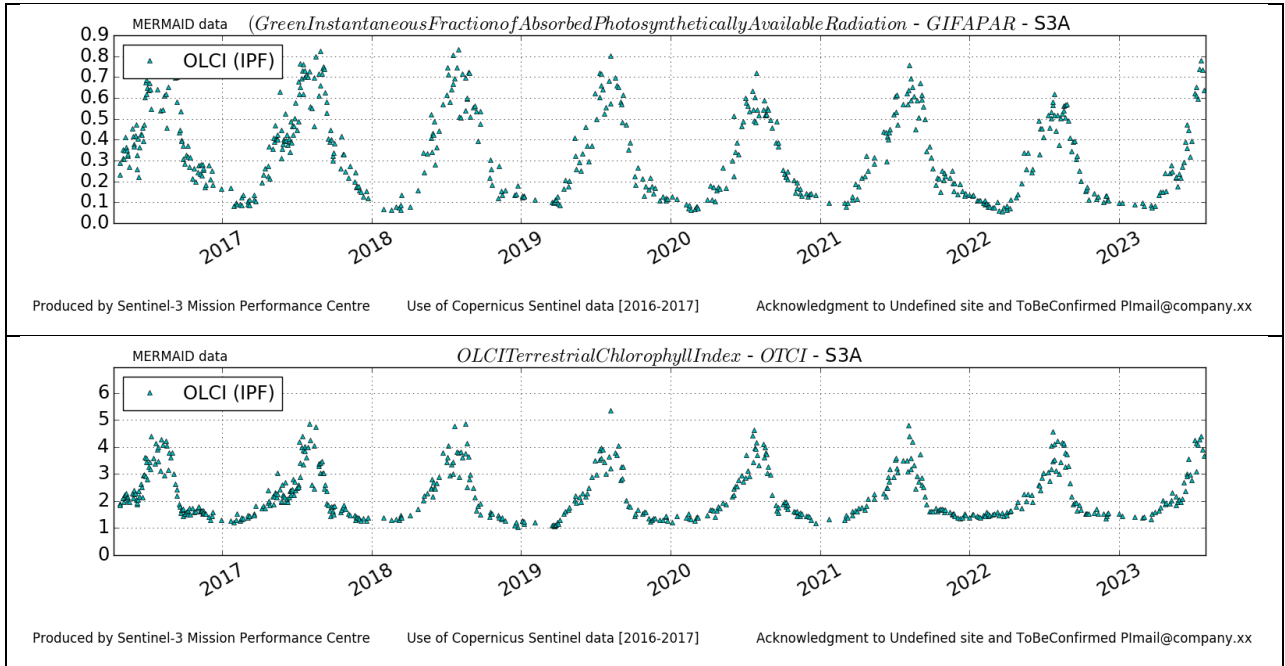 MERMAID data (GreenInstantaneousFractionofAbsorbedPhotosyntheticallyAvailableRadiation - GIFAPAR - S3A
OLCI (IPF)
0.9
0.8
0.7
0.6
0.5
0.4
0.3
0.2
0.1
0.0
2017 2018 2019 2020 2021 2022 2023
Produced by Sentinel-3 Mission Performance Centre Use of Copernicus Sentinel data [2016-2017] Acknowledgment to Undefined site and ToBeConfirmed PImail@company.xx
MERMAID data OLCITerrestrialChlorophyllIndex - OTCI - S3A
OLCI (IPF)
6
5
4
3
2
1
0
2017 2018 2019 2020 2021 2022 2023
Produced by Sentinel-3 Mission Performance Centre Use of Copernicus Sentinel data [2016-2017] Acknowledgment to Undefined site and ToBeConfirmed PImail@company.xx